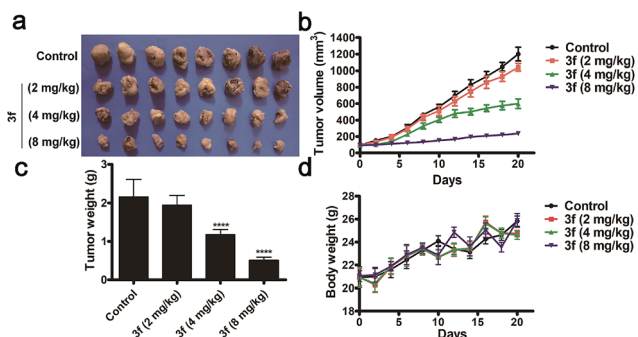 a
Control
(2 mg/kg)
3f
(4 mg/kg)
(8 mg/kg)
b
1400
1200
1000
800
600
400
200
0
Tumor volume (mm³)
0 5 10 15 20
Days
Control
3f (2 mg/kg)
3f (4 mg/kg)
3f (8 mg/kg)
c
3
2
1
0
Tumor weight (g)
****
****
Control
3f (2 mg/kg)
3f (4 mg/kg)
3f (8 mg/kg)
d
28
26
24
22
20
18
Body weight (g)
0 5 10 15 20
Days
Control
3f (2 mg/kg)
3f (4 mg/kg)
3f (8 mg/kg)